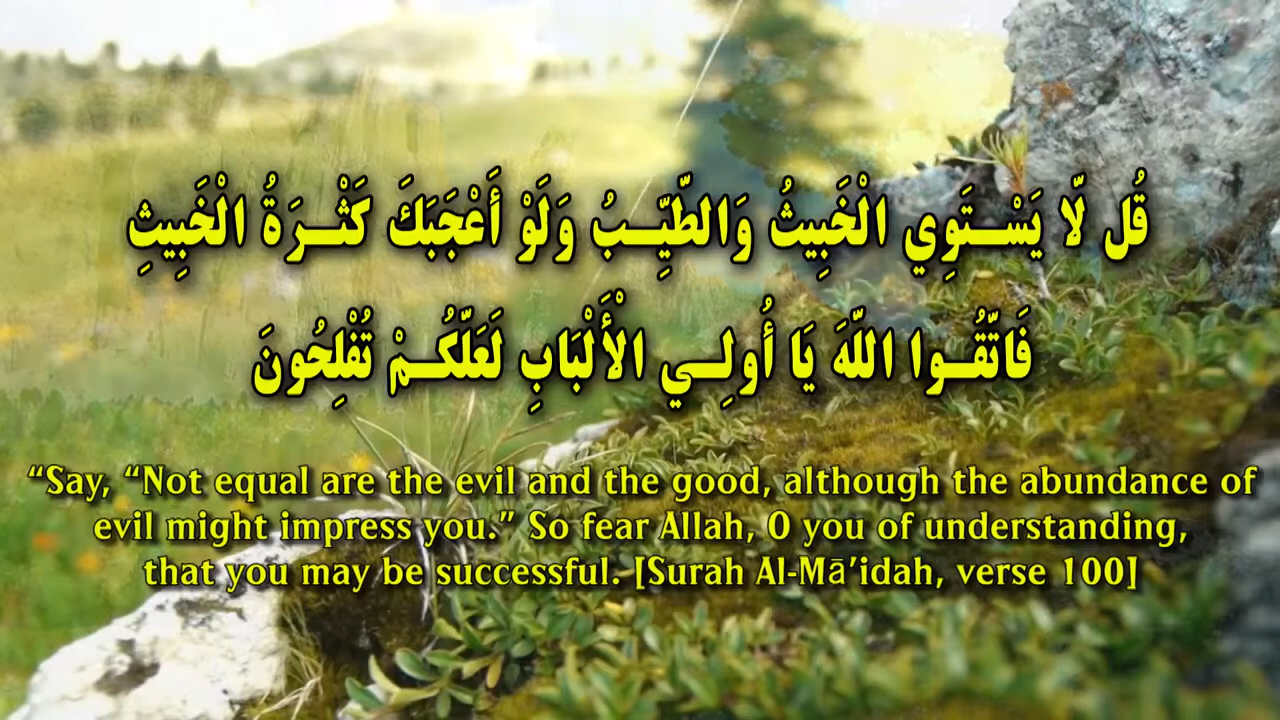 قُل لَّا يَسْتَوِي الْخَبِيثُ وَالطَّيِّبُ وَلَوْ أَعْجَبَكَ كَثْرَةُ الْخَبِيثِ
فَاتَّقُوا اللَّهَ يَا أُولِي الْأَلْبَابِ لَعَلَّكُمْ تُفْلِحُونَ
“Say, “Not equal are the evil and the good, although the abundance of
evil might impress you.” So fear Allah, O you of understanding,
that you may be successful. [Surah Al-Mā’idah, verse 100]